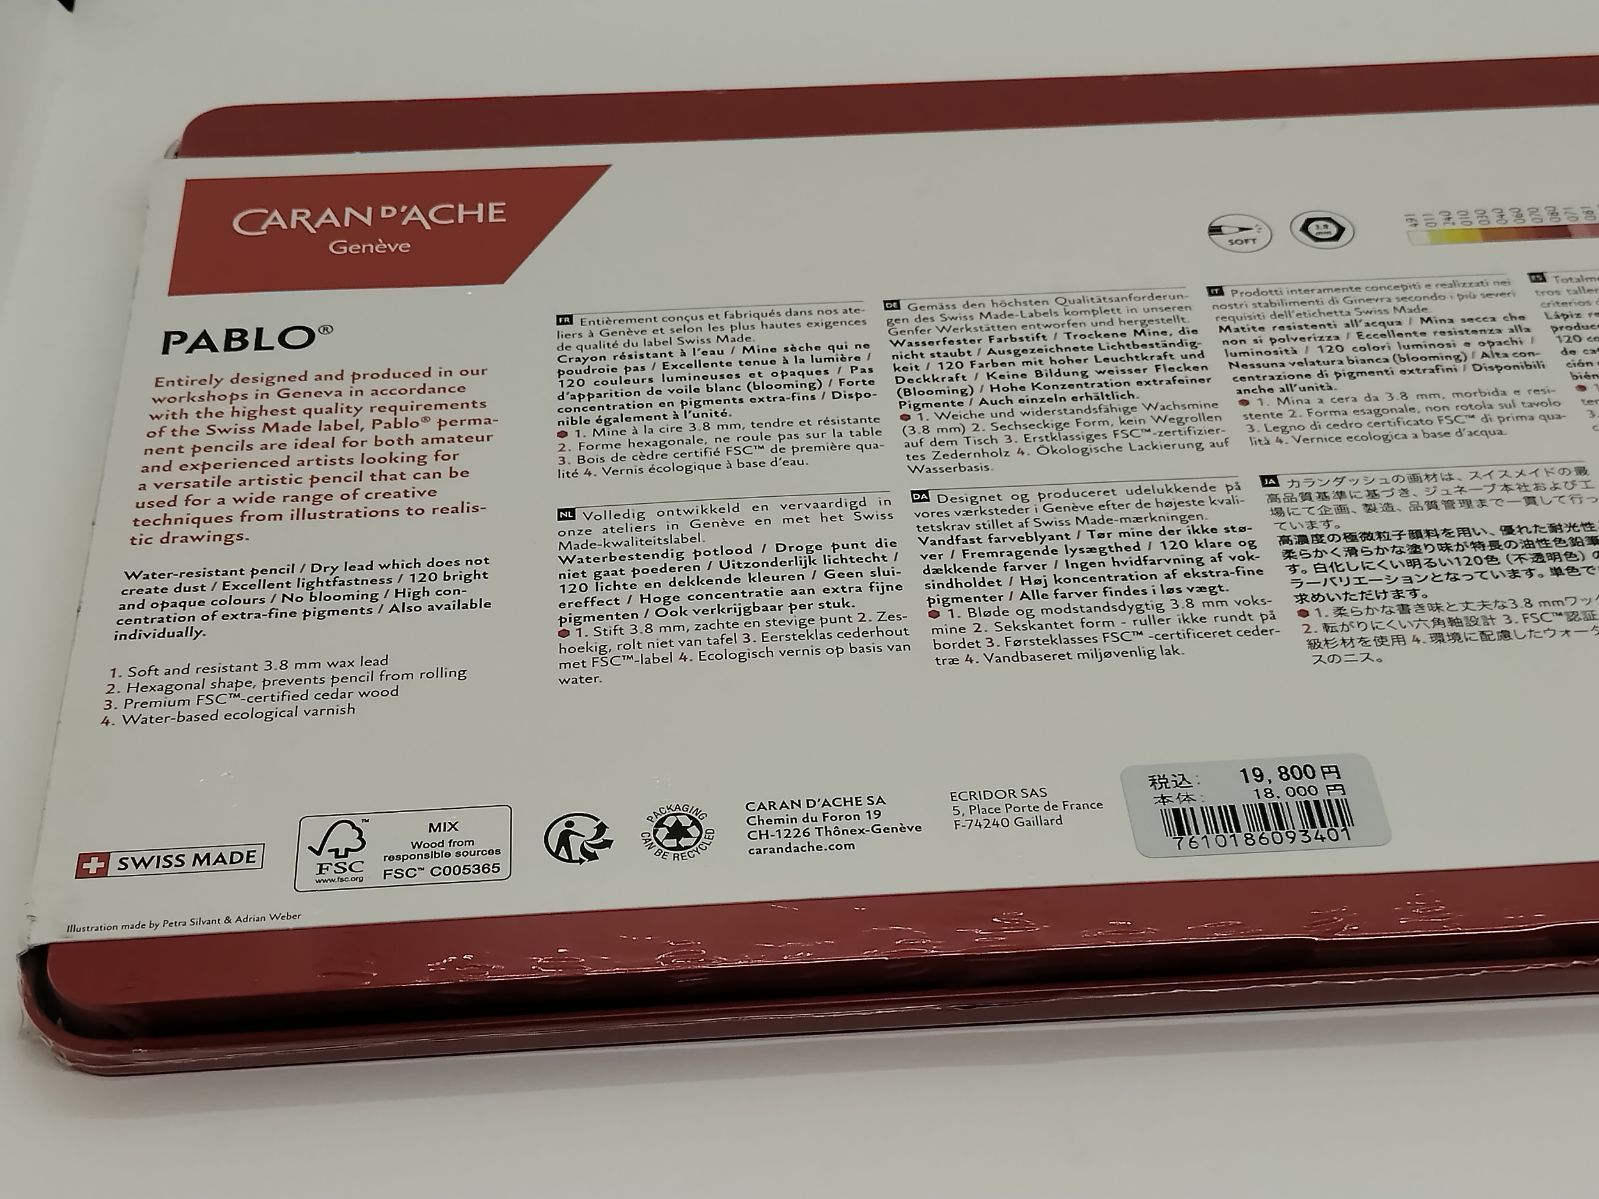 CARAN D'ACHE
Genève
SOFT
3.8
mm
491
011
240
010
030
040
060
070
080
071
081
PABLO®
Entirely designed and produced in our
workshops in Geneva in accordance
with the highest quality requirements
of the Swiss Made label, Pablo® perma-
nent pencils are ideal for both amateur
and experienced artists looking for
a versatile artistic pencil that can be
used for a wide range of creative
techniques from illustrations to realis-
tic drawings.
Water-resistant pencil / Dry lead which does not
create dust / Excellent lightfastness / 120 bright
and opaque colours / No blooming / High con-
centration of extra-fine pigments / Also available
individually.
1. Soft and resistant 3.8 mm wax lead
2. Hexagonal shape, prevents pencil from rolling
3. Premium FSC™-certified cedar wood
4. Water-based ecological varnish
FR Entièrement conçus et fabriqués dans nos ate-
liers à Genève et selon les plus hautes exigences
de qualité du label Swiss Made.
Crayon résistant à l'eau / Mine sèche qui ne
poudroie pas / Excellente tenue à la lumière /
120 couleurs lumineuses et opaques / Pas
d'apparition de voile blanc (blooming) / Forte
concentration en pigments extra-fins / Dispo-
nible également à l'unité.
1. Mine à la cire 3.8 mm, tendre et résistante
2. Forme hexagonale, ne roule pas sur la table
3. Bois de cèdre certifié FSC™ de première qua-
lité 4. Vernis écologique à base d'eau.
DE Gemäss den höchsten Qualitätsanforderun-
gen des Swiss Made-Labels komplett in unseren
Genfer Werkstätten entworfen und hergestellt.
Wasserfester Farbstift / Trockene Mine, die
nicht staubt / Ausgezeichnete Lichtbeständig-
keit / 120 Farben mit hoher Leuchtkraft und
Deckkraft / Keine Bildung weisser Flecken
(Blooming) / Hohe Konzentration extrafeiner
Pigmente / Auch einzeln erhältlich.
1. Weiche und widerstandsfähige Wachsmine
(3.8 mm) 2. Sechseckige Form, kein Wegrollen
auf dem Tisch 3. Erstklassiges FSC™-zertifizier-
tes Zedernholz 4. Ökologische Lackierung auf
Wasserbasis.
IT Prodotti interamente concepiti e realizzati nei
nostri stabilimenti di Ginevra secondo i più severi
requisiti dell'etichetta Swiss Made.
Matite resistenti all'acqua / Mina secca che
non si polverizza / Eccellente resistenza alla
luminosità / 120 colori luminosi e opachi /
Nessuna velatura bianca (blooming) / Alta con-
centrazione di pigmenti extrafini / Disponibili
anche all'unità.
1. Mina a cera da 3.8 mm, morbida e resi-
stente 2. Forma esagonale, non rotola sul tavolo
3. Legno di cedro certificato FSC™ di prima qua-
lità 4. Vernice ecologica a base d'acqua.
ES Totalm
tros taller
criterios
Lápiz re
produc
120 co
de ca
ción
bién
1
ter
3.
NL Volledig ontwikkeld en vervaardigd in
onze ateliers in Genève en met het Swiss
Made-kwaliteitslabel.
Waterbestendig potlood / Droge punt die
niet gaat poederen / Uitzonderlijk lichtecht /
120 lichte en dekkende kleuren / Geen slui-
ereffect / Hoge concentratie aan extra fijne
pigmenten / Ook verkrijgbaar per stuk.
1. Stift 3.8 mm, zachte en stevige punt 2. Zes-
hoekig, rolt niet van tafel 3. Eersteklas cederhout
met FSC™-label 4. Ecologisch vernis op basis van
water.
DA Designet og produceret udelukkende på
vores værksteder i Genève efter de højeste kvali-
tetskrav stillet af Swiss Made-mærkningen.
Vandfast farveblyant / Tør mine der ikke stø-
ver / Fremragende lysægthed / 120 klare og
dækkende farver / Ingen hvidfarvning af vok-
sindholdet / Høj koncentration af ekstra-fine
pigmenter / Alle farver findes i løs vægt.
1. Bløde og modstandsdygtig 3.8 mm voks-
mine 2. Sekskantet form - ruller ikke rundt på
bordet 3. Førsteklasses FSC™ -certificeret ceder-
træ 4. Vandbaseret miljøvenlig lak.
JA カランダッシュの画材は、スイスメイドの最
高品質基準に基づき、ジュネーブ本社および工
場にて企画、製造、品質管理まで一貫して行っ
ています。
高濃度の極微粒子顔料を用い、優れた耐光性
柔らかく滑らかな塗り味が特長の油性色鉛筆
す。白化しにくい明るい120色（不透明色）の
ラーバリエーションとなっています。単色で
求めいただけます。
1. 柔らかな書き味と丈夫な3.8 mmワッ
2. 転がりにくい六角軸設計 3. FSC™認証
級杉材を使用 4. 環境に配慮したウォータ
スのニス。
SWISS MADE
FSC™
www.fsc.org
MIX
Wood from
responsible sources
FSC™ C005365
PACKAGING
CAN BE RECYCLED
CARAN D'ACHE SA
Chemin du Foron 19
CH-1226 Thônex-Genève
carandache.com
ECRIDOR SAS
5, Place Porte de France
F-74240 Gaillard
税込: 19,800円
本体: 18,000円
7610186093401
Illustration made by Petra Silvant & Adrian Weber